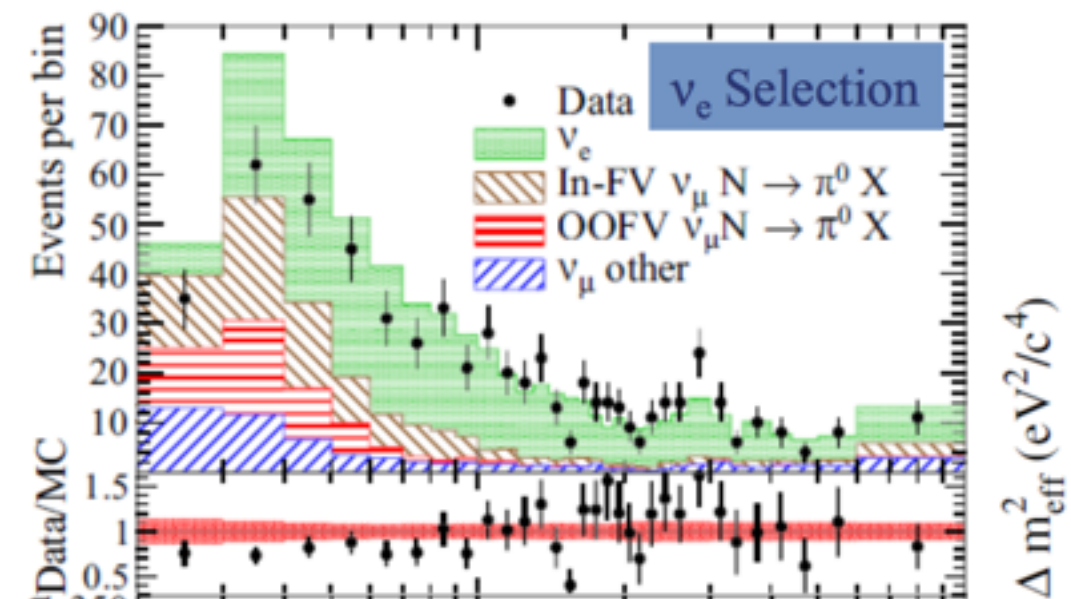 90
80
70
60
50
40
30
20
10
Events per bin
νe Selection
Data
νe
In-FV νμ N → π⁰ X
OOFV νμN → π⁰ X
νμ other
1.5
1
0.5
Data/MC
Δ m²eff (eV²/c⁴)